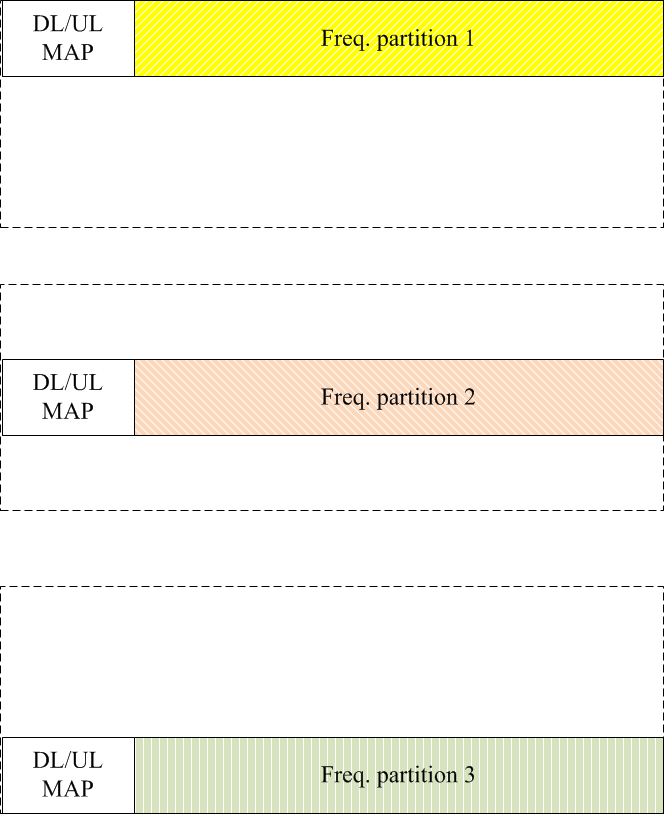 DL/UL
MAP
Freq. partition 1
DL/UL
MAP
Freq. partition 2
DL/UL
MAP
Freq. partition 3